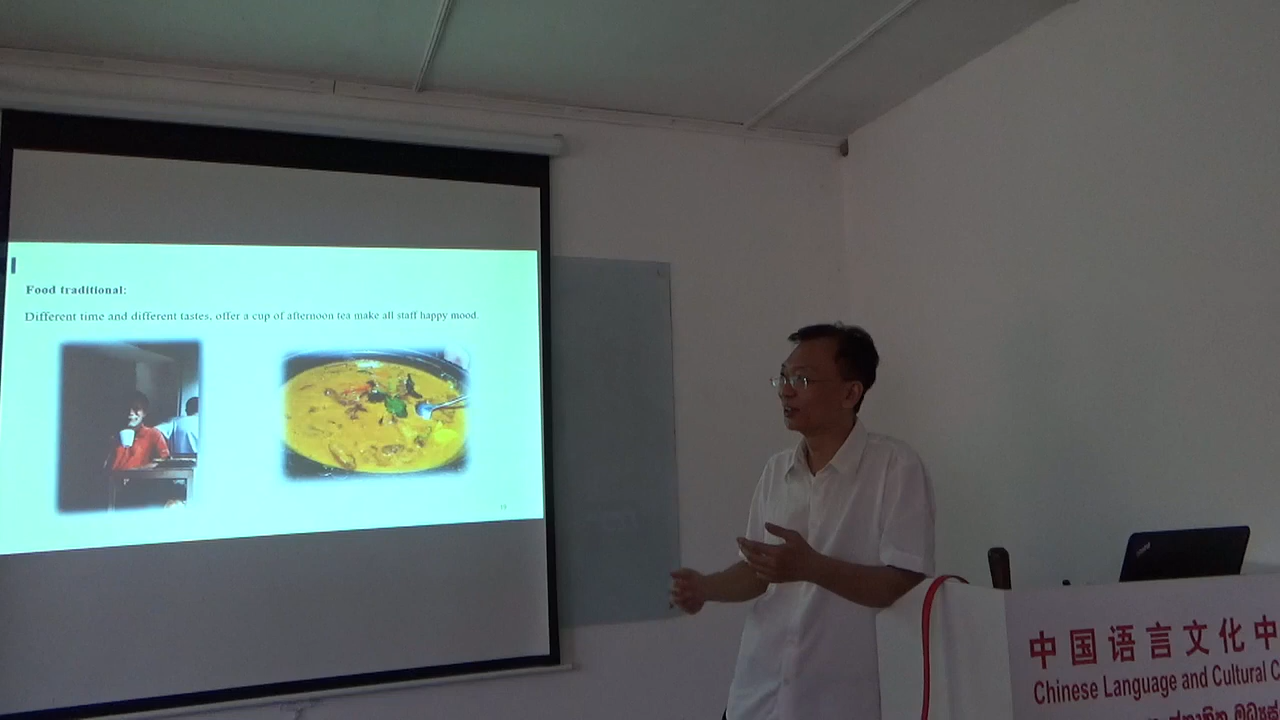 Food traditional:
Different time and different tastes, offer a cup of afternoon tea make all staff happy mood.
中国语言文化中
Chinese Language and Cultural C